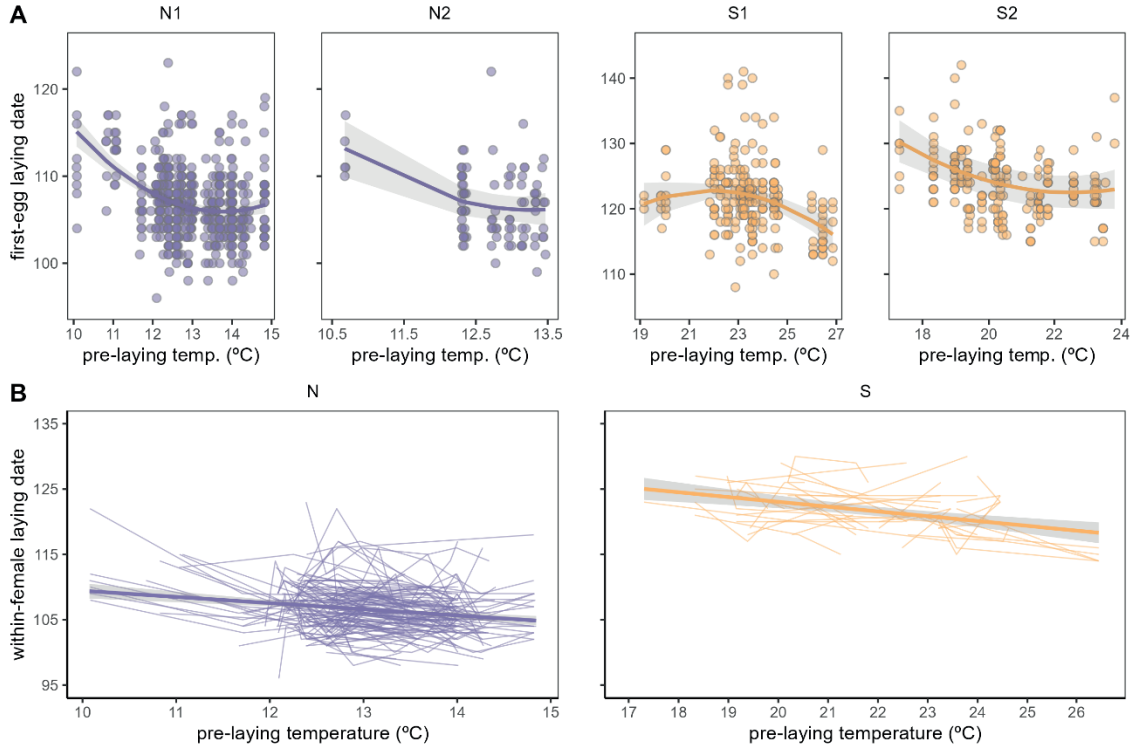 A
N1 N2 S1 S2
first-egg laying date
120
110
100
140
130
120
110
10 11 12 13 14 15
10.5 11.5 12.5 13.5
19 21 23 25 27
18 20 22 24
pre-laying temp. (ºC) pre-laying temp. (ºC) pre-laying temp. (ºC) pre-laying temp. (ºC)
B
N S
within-female laying date
135
125
115
105
95
10 11 12 13 14 15
17 18 19 20 21 22 23 24 25 26
pre-laying temperature (ºC) pre-laying temperature (ºC)